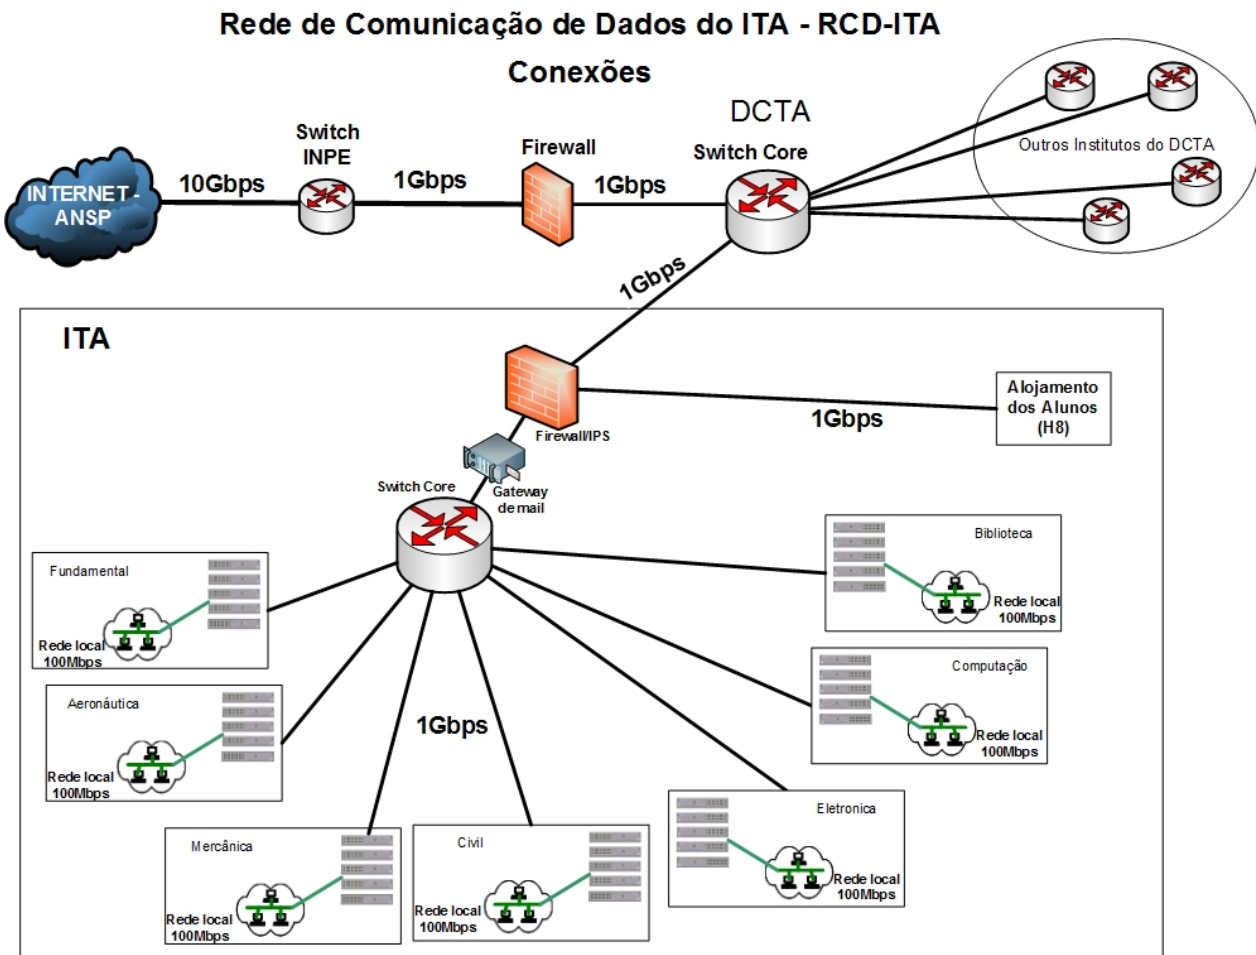 Rede de Comunicação de Dados do ITA - RCD-ITA
Conexões
DCTA
Switch
INPE
Firewall
Switch Core
Outros Institutos do DCTA
INTERNET -
ANSP
10Gbps
1Gbps
1Gbps
1Gbps
ITA
Alojamento
dos Alunos
(H8)
1Gbps
Firewall/IPS
Switch Core
Gateway
de mail
Fundamental
Rede local
100Mbps
Biblioteca
Rede local
100Mbps
Aeronáutica
Rede local
100Mbps
1Gbps
Computação
Rede local
100Mbps
Mercânica
Rede local
100Mbps
Civil
Rede local
100Mbps
Eletronica
Rede local
100Mbps